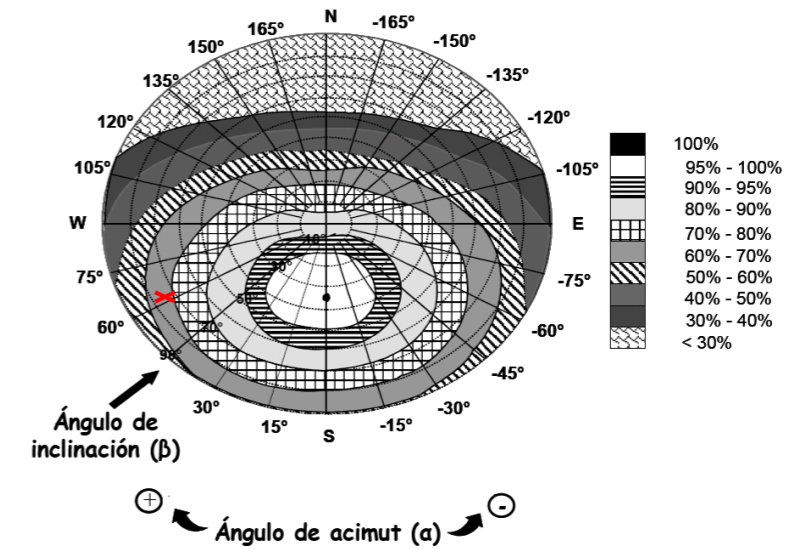 N
165°
-165°
150°
-150°
135°
-135°
120°
-120°
105°
-105°
W
E
75°
-75°
60°
-60°
-45°
30°
-30°
15°
-15°
S
10°
30°
50°
70°
90°
100%
95% - 100%
90% - 95%
80% - 90%
70% - 80%
60% - 70%
50% - 60%
40% - 50%
30% - 40%
< 30%
Ángulo de
inclinación (β)
+
Ángulo de acimut (α)
-